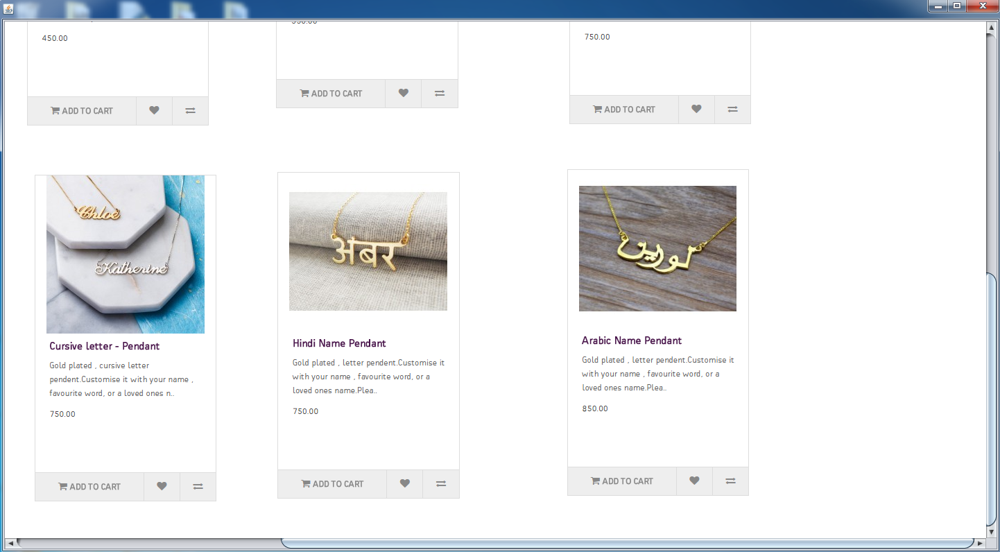 450.00
750.00
ADD TO CART
ADD TO CART
ADD TO CART
Chloe
Katherine
अंबर
لورين
Cursive letter - Pendant
Gold plated , cursive letter
pendent.Customise it with your name ,
favourite word, or a loved ones n..
750.00
ADD TO CART
Hindi Name Pendant
Gold plated , letter pendent.Customise it
with your name , favourite word, or a
loved ones name.Plea..
750.00
ADD TO CART
Arabic Name Pendant
Gold plated , letter pendent.Customise it
with your name , favourite word, or a
loved ones name.Plea..
850.00
ADD TO CART